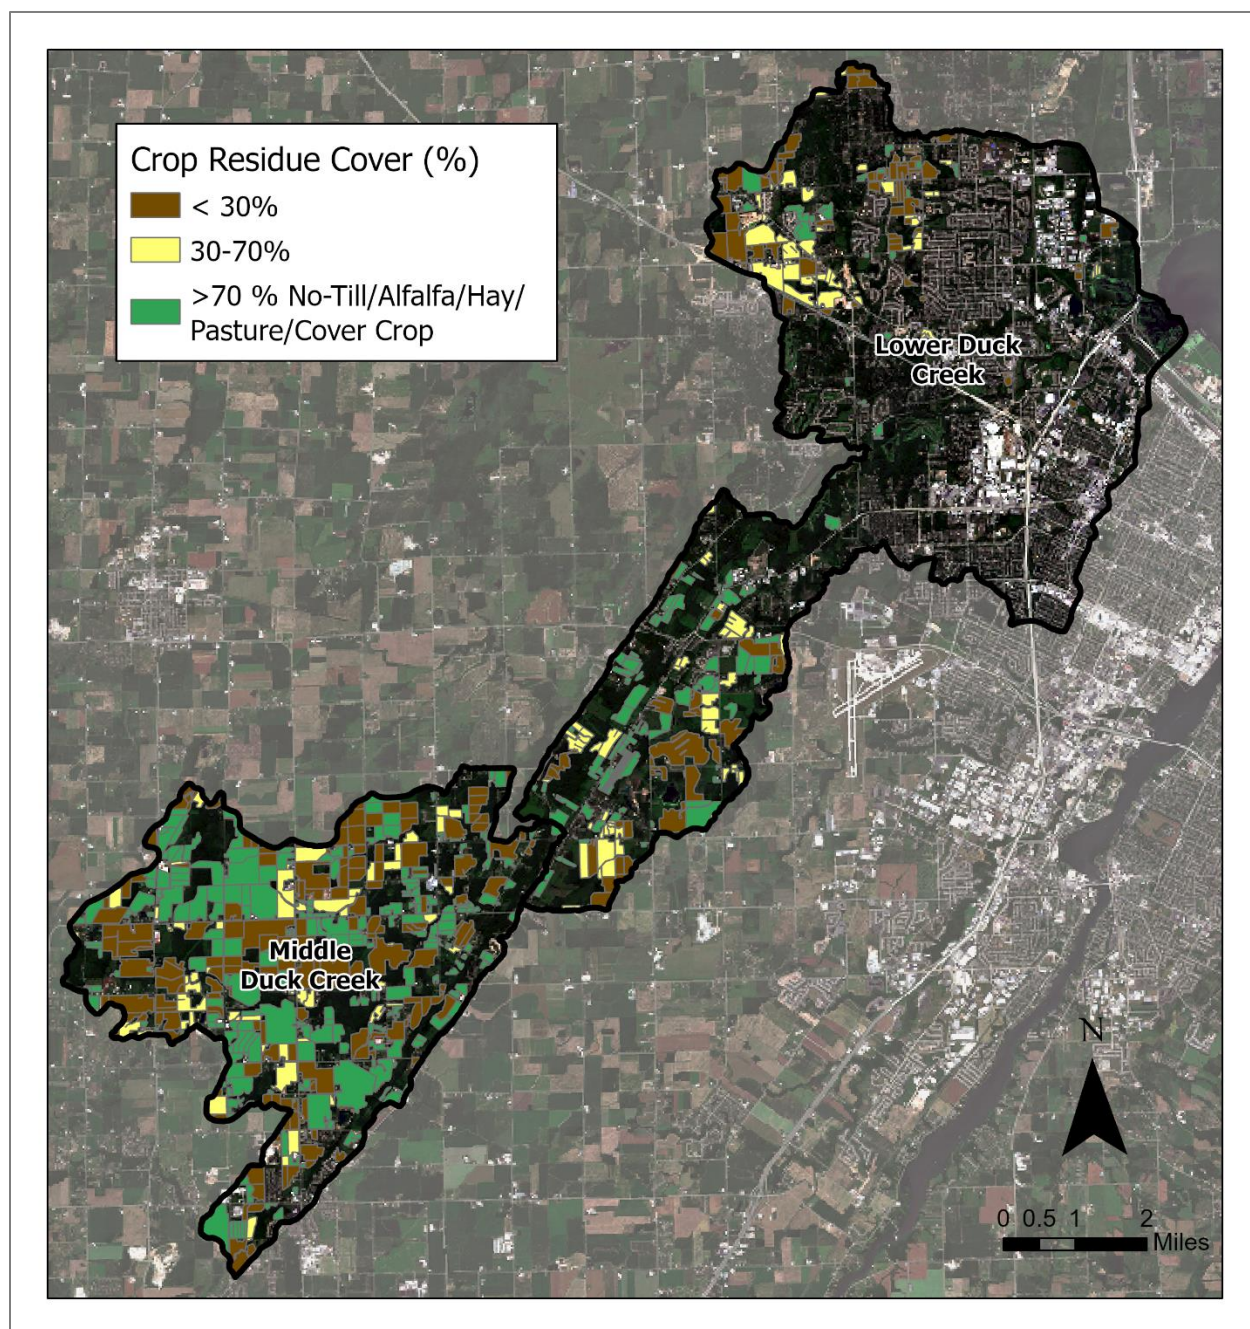 Crop Residue Cover (%)
< 30%
30-70%
>70 % No-Till/Alfalfa/Hay/
Pasture/Cover Crop
Lower Duck
Creek
Middle
Duck Creek
N
0 0.5 1 2
Miles